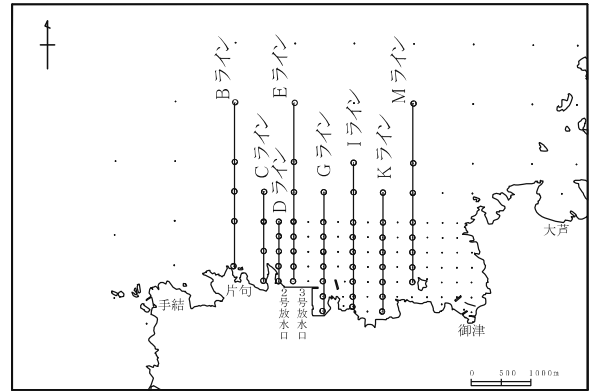 Bライン
Cライン
Dライン
Eライン
Gライン
Iライン
Kライン
Mライン
大芦
片句
手結
2号放水口
3号放水口
御津
0 500 1000m